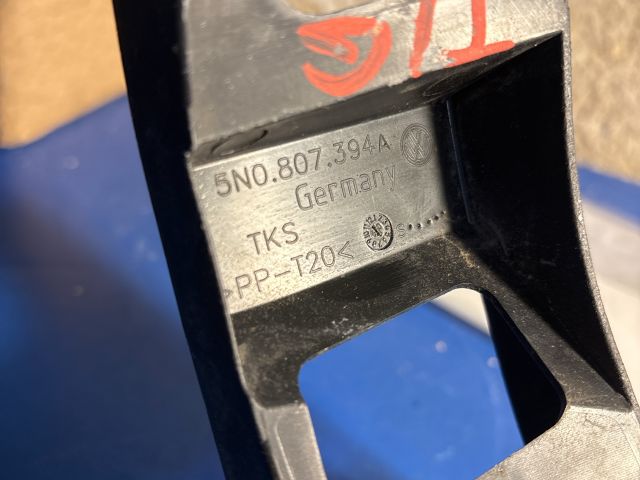 5N0.807.394A
Germany
TKS
>PP-T20<